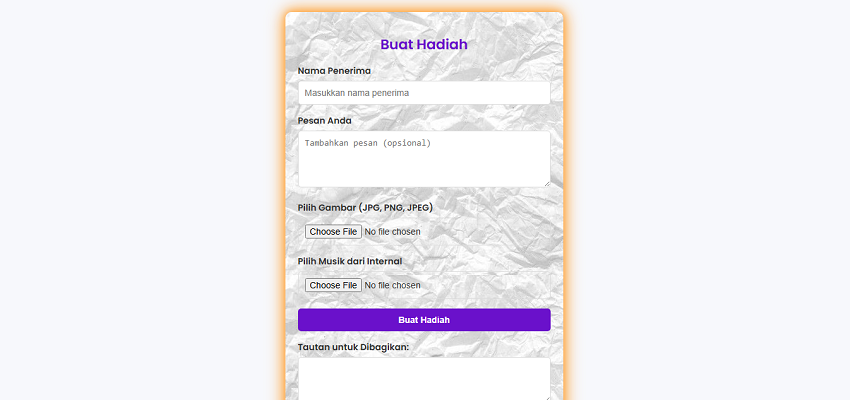 Buat Hadiah
Nama Penerima
Masukkan nama penerima
Pesan Anda
Tambahkan pesan (opsional)
Pilih Gambar (JPG, PNG, JPEG)
Choose File No file chosen
Pilih Musik dari Internal
Choose File No file chosen
Buat Hadiah
Tautan untuk Dibagikan: